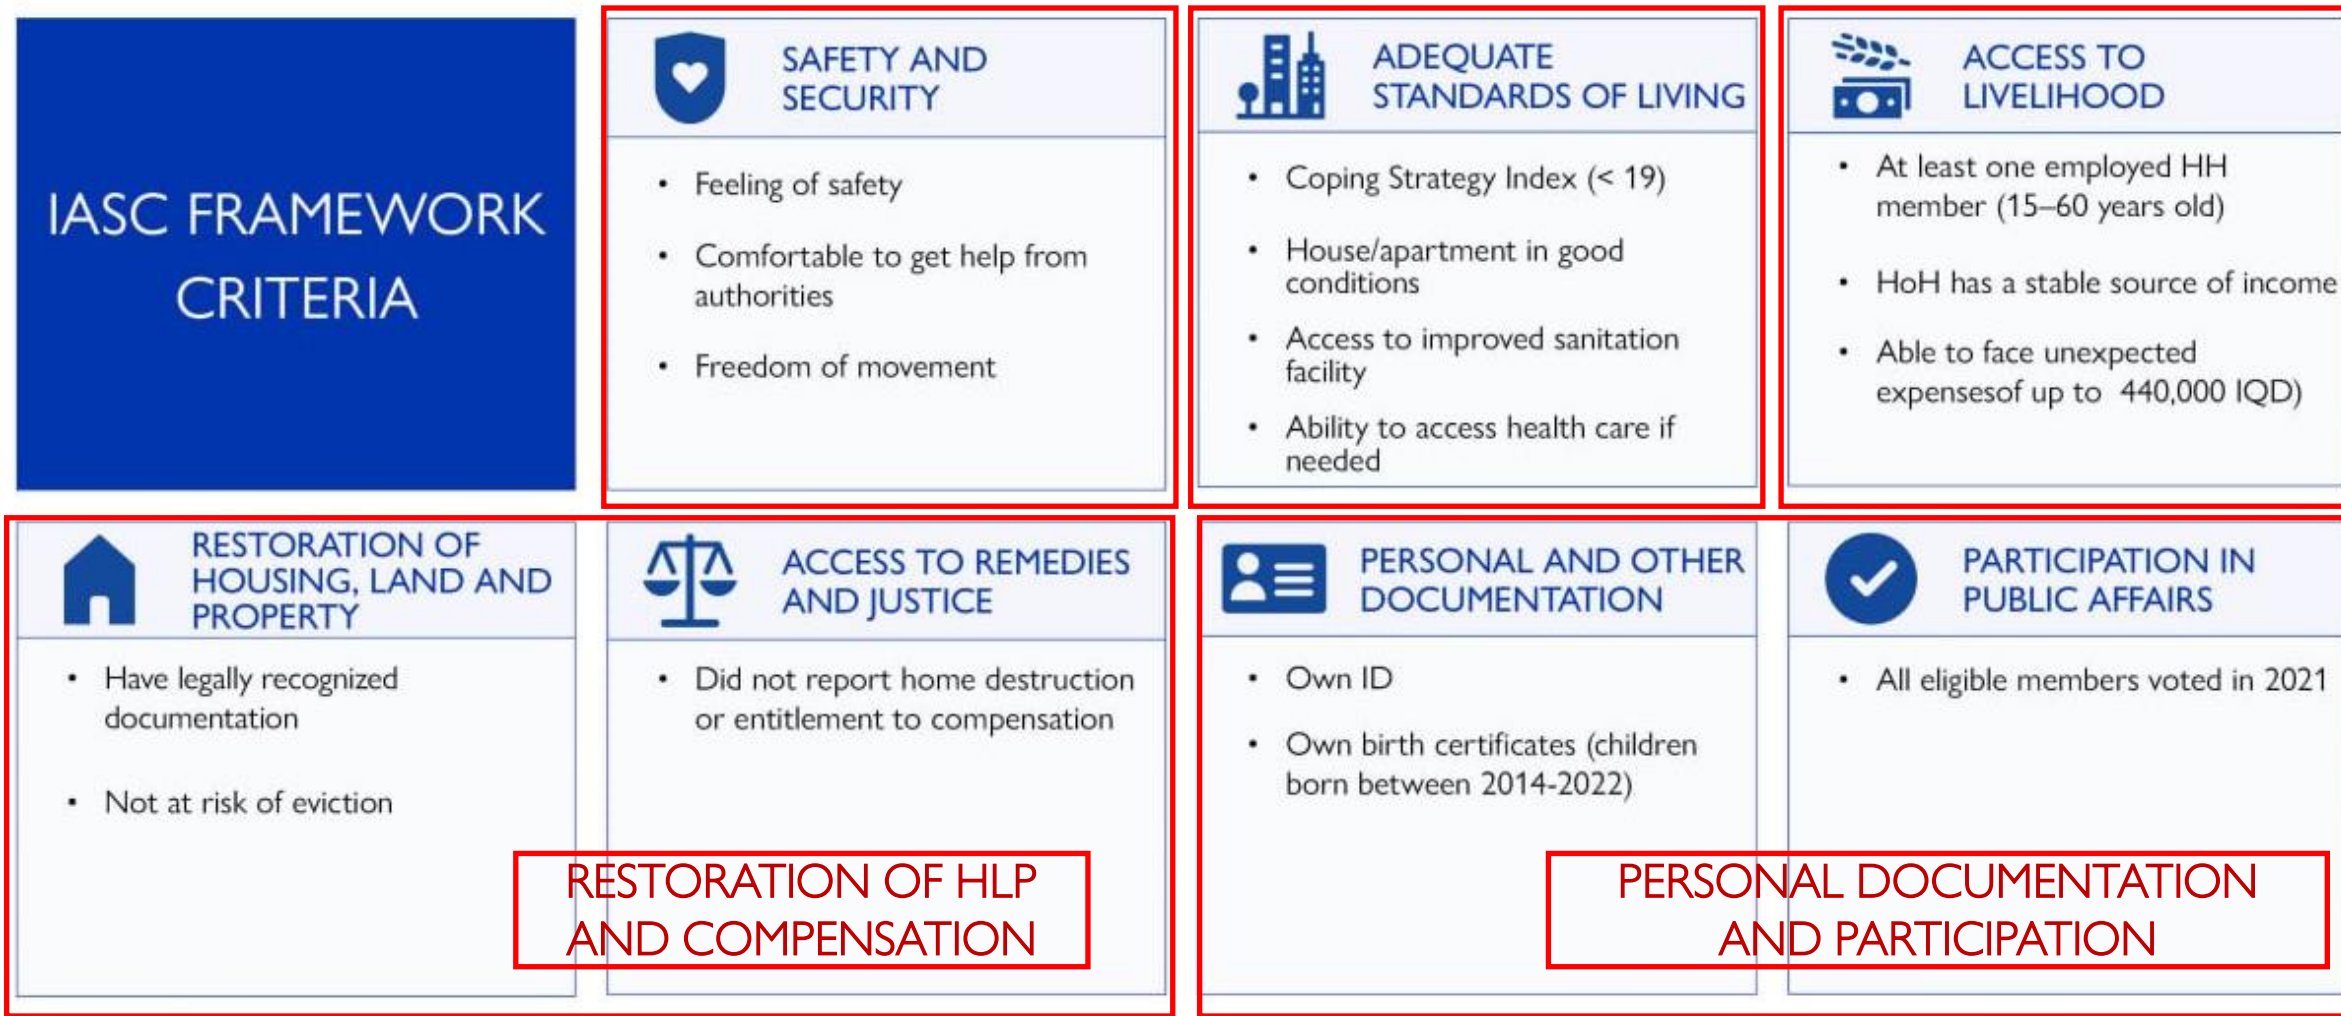 IASC FRAMEWORK
CRITERIA
SAFETY AND
SECURITY
• Feeling of safety
• Comfortable to get help from
authorities
• Freedom of movement
ADEQUATE
STANDARDS OF LIVING
• Coping Strategy Index (< 19)
• House/apartment in good
conditions
• Access to improved sanitation
facility
• Ability to access health care if
needed
ACCESS TO
LIVELIHOOD
• At least one employed HH
member (15–60 years old)
• HoH has a stable source of income
• Able to face unexpected
expensesof up to 440,000 IQD)
RESTORATION OF
HOUSING, LAND AND
PROPERTY
• Have legally recognized
documentation
• Not at risk of eviction
ACCESS TO REMEDIES
AND JUSTICE
• Did not report home destruction
or entitlement to compensation
RESTORATION OF HLP
AND COMPENSATION
PERSONAL AND OTHER
DOCUMENTATION
• Own ID
• Own birth certificates (children
born between 2014-2022)
PARTICIPATION IN
PUBLIC AFFAIRS
• All eligible members voted in 2021
PERSONAL DOCUMENTATION
AND PARTICIPATION